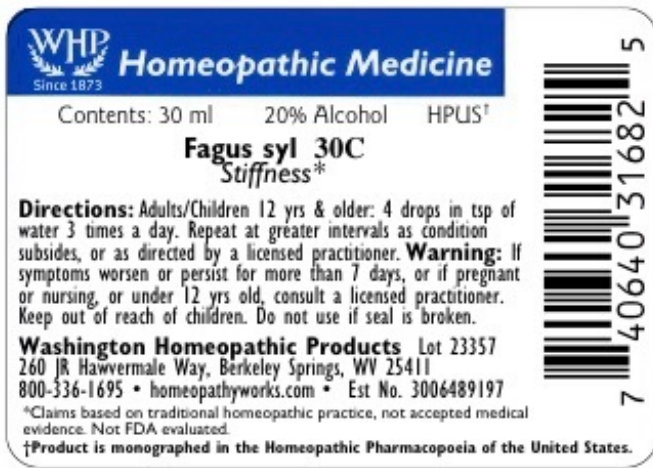 WHP
Since 1873
Homeopathic Medicine
Contents: 30 ml 20% Alcohol HPUS†
Fagus syl 30C
Stiffness*
Directions: Adults/Children 12 yrs & older: 4 drops in tsp of
water 3 times a day. Repeat at greater intervals as condition
subsides, or as directed by a licensed practitioner. Warning: If
symptoms worsen or persist for more than 7 days, or if pregnant
or nursing, or under 12 yrs old, consult a licensed practitioner.
Keep out of reach of children. Do not use if seal is broken.
Washington Homeopathic Products Lot 23357
260 JR Hawvermale Way, Berkeley Springs, WV 25411
800-336-1695 • homeopathyworks.com • Est No. 3006489197
*Claims based on traditional homeopathic practice, not accepted medical
evidence. Not FDA evaluated.
†Product is monographed in the Homeopathic Pharmacopoeia of the United States.
7 40640 31682 5